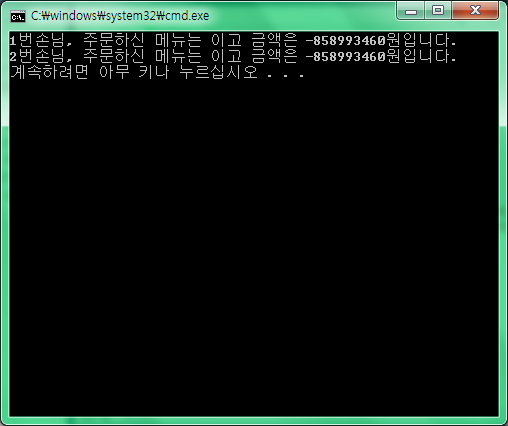 C:₩windows₩system32₩cmd.exe
1번손님, 주문하신 메뉴는 이고 금액은 -858993460원입니다.
2번손님, 주문하신 메뉴는 이고 금액은 -858993460원입니다.
계속하려면 아무 키나 누르십시오 . . .